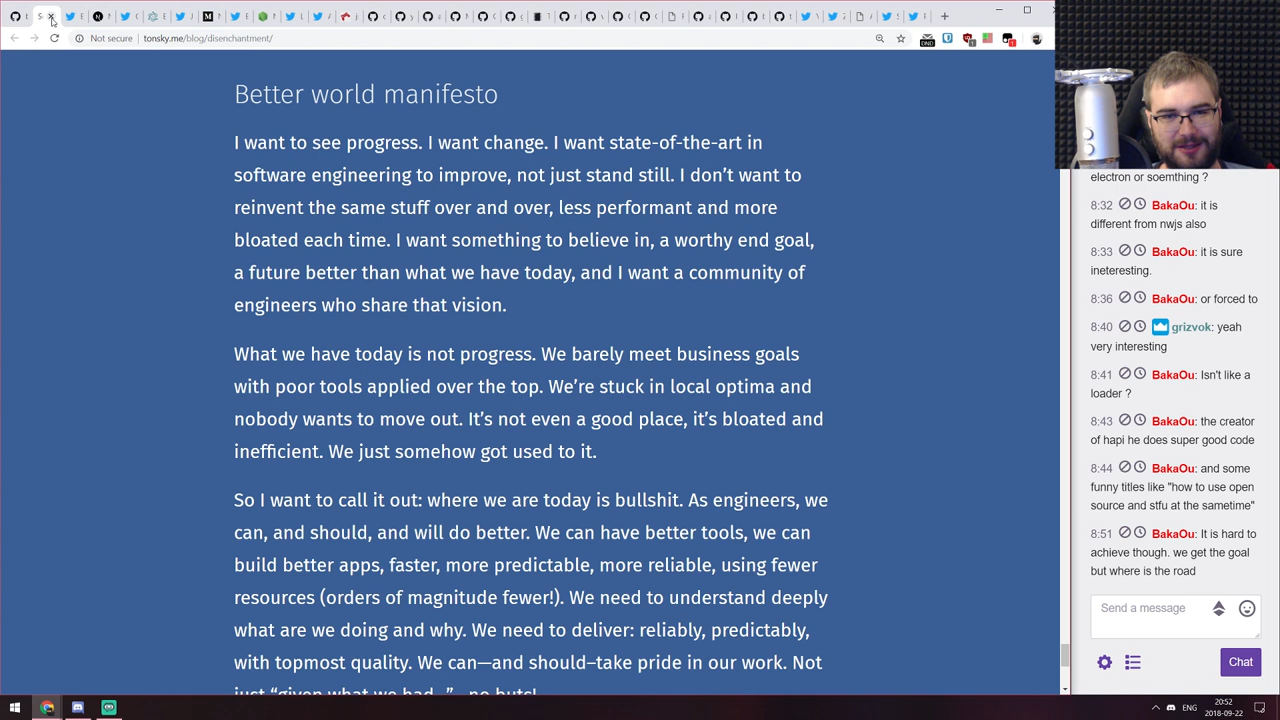 Not secure
tonsky.me/blog/disenchantment/
Better world manifesto
I want to see progress. I want change. I want state-of-the-art in
software engineering to improve, not just stand still. I don’t want to
reinvent the same stuff over and over, less performant and more
bloated each time. I want something to believe in, a worthy end goal,
a future better than what we have today, and I want a community of
engineers who share that vision.
What we have today is not progress. We barely meet business goals
with poor tools applied over the top. We’re stuck in local optima and
nobody wants to move out. It’s not even a good place, it’s bloated and
inefficient. We just somehow got used to it.
So I want to call it out: where we are today is bullshit. As engineers, we
can, and should, and will do better. We can have better tools, we can
build better apps, faster, more predictable, more reliable, using fewer
resources (orders of magnitude fewer!). We need to understand deeply
what are we doing and why. We need to deliver: reliably, predictably,
with topmost quality. We can—and should–take pride in our work. Not
just “given what we had…”—no buts!
electron or soemthing ?
8:32 BakaOu: it is
different from nwjs also
8:33 BakaOu: it is sure
ineteresting.
8:36 BakaOu: or forced to
8:40 grizvok: yeah
very interesting
8:41 BakaOu: Isn't like a
loader ?
8:43 BakaOu: the creator
of hapi he does super good code
8:44 BakaOu: and some
funny titles like "how to use open
source and stfu at the sametime"
8:51 BakaOu: It is hard to
achieve though. we get the goal
but where is the road
Send a message
Chat
ENG
20:52
2018-09-22